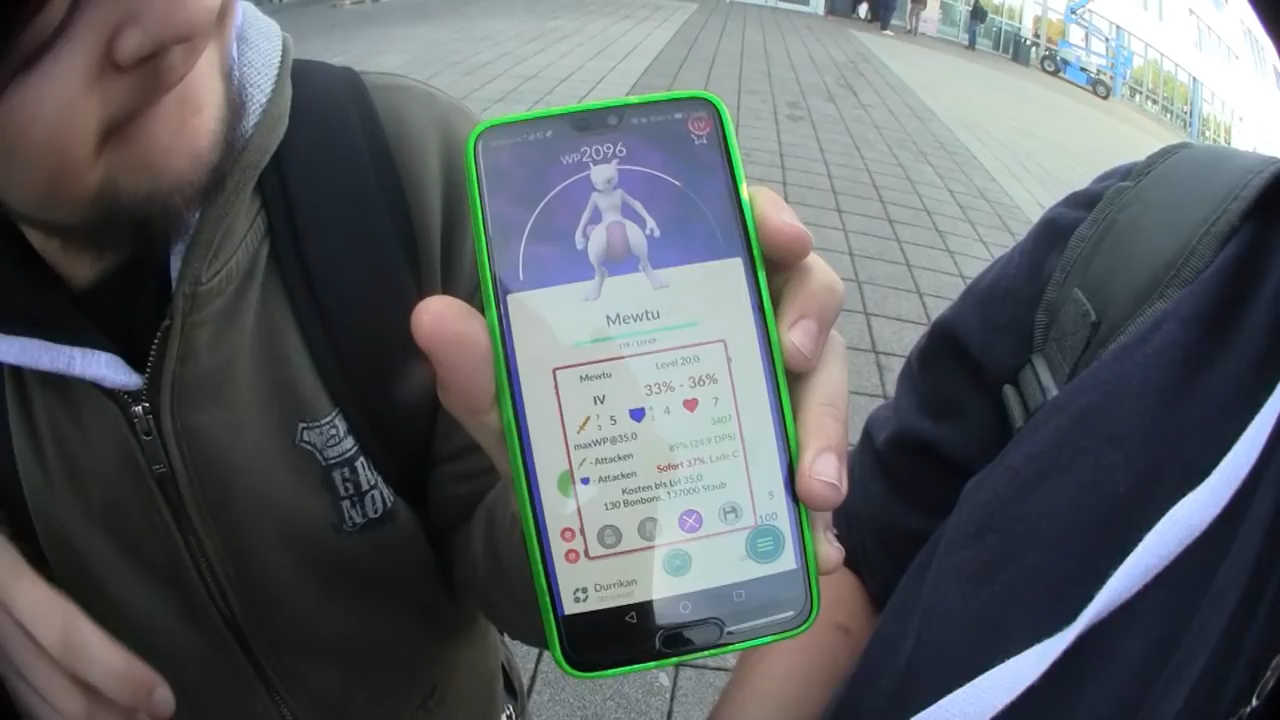 WP2096
IV
Mewtu
Mewtu
Level 20,0
IV
33% - 36%
5
4
7
maxWP@35,0
3407
-Attacken
89% (24.9 DPS)
-Attacken
Sofort 37%, Lade C
Kosten bis Lvl 35,0
130 Bonbons, 137000 Staub
5
100
Durrikan